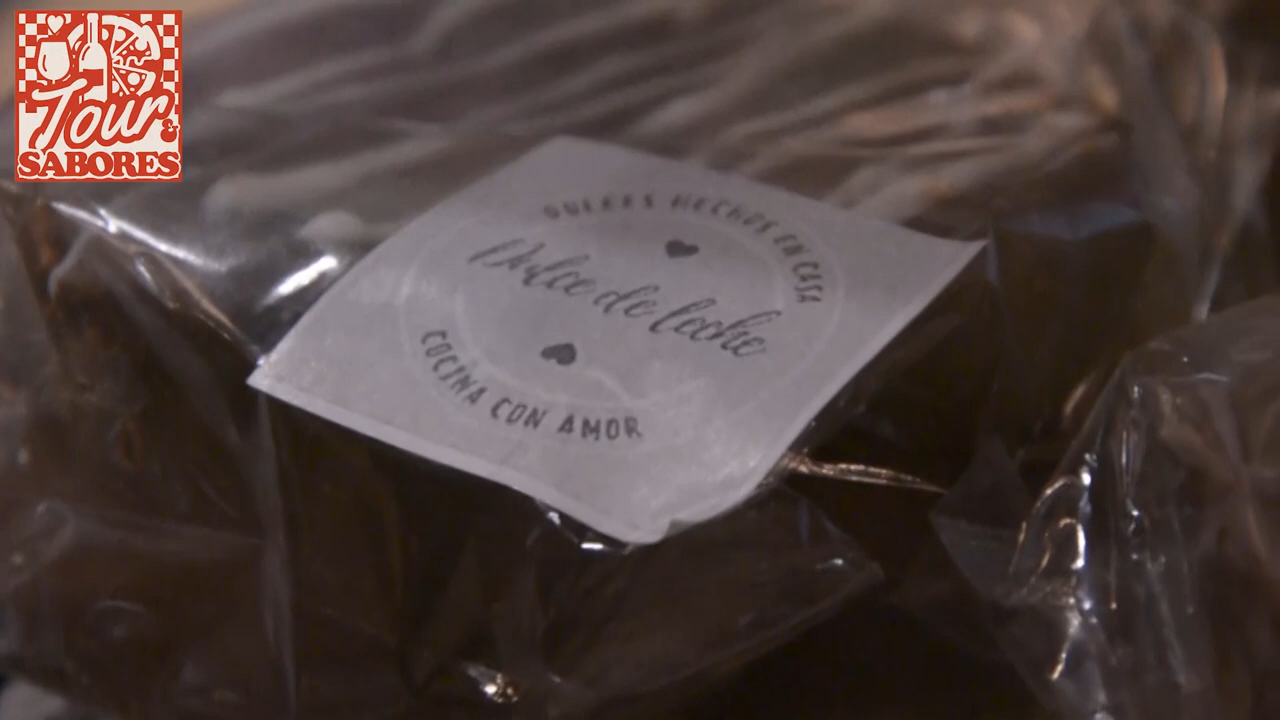 Tour &
SABORES
DULCES HECHOS EN CASA
Dulce de leche
COCINA CON AMOR